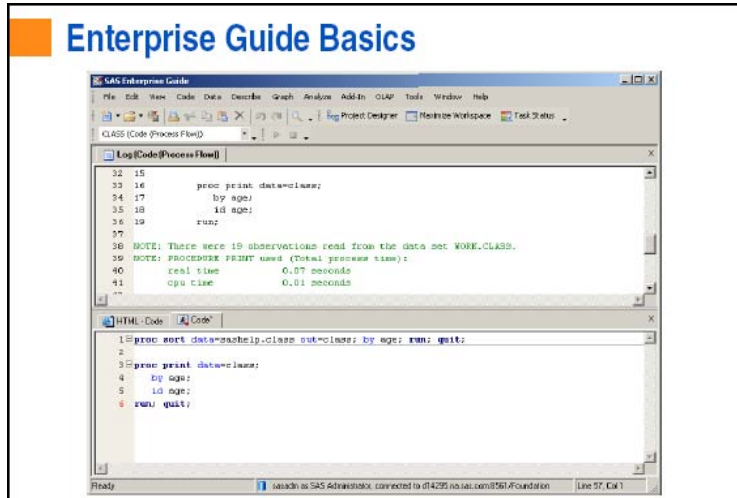 Enterprise Guide Basics
SAS Enterprise Guide
File Edit View Code Data Describe Graph Analyze Add-In OLAP Tools Window Help
Project Designer Maximize Workspace Task Status
CLASS (Code (Process Flow))
Log (Code (Process Flow))
32 15
33 16 proc print data=class;
34 17 by age;
35 18 id age;
36 19 run;
37
38 NOTE: There were 19 observations read from the data set WORK.CLASS.
39 NOTE: PROCEDURE PRINT used (Total process time):
40 real time 0.07 seconds
41 cpu time 0.01 seconds
HTML - Code Code*
1 proc sort data=sashelp.class out=class; by age; run; quit;
2
3 proc print data=class;
4 by age;
5 id age;
6 run; quit;
Ready sasadm as SAS Administrator, connected to d14295.na.sas.com:8561/Foundation Line 57, Col 1